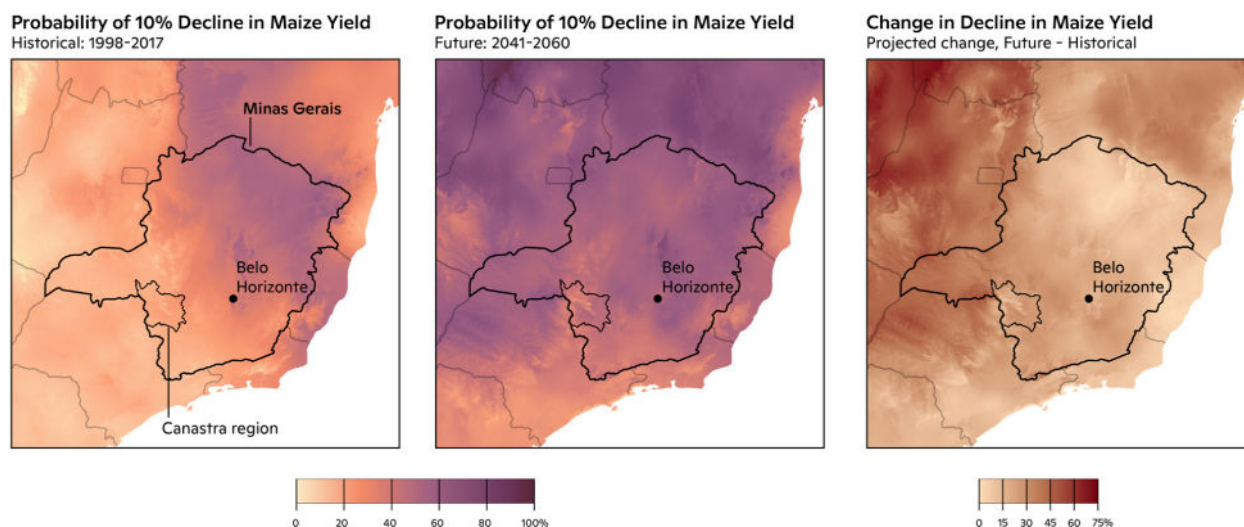 Probability of 10% Decline in Maize Yield
Historical: 1998-2017
Minas Gerais
Belo
Horizonte
Canastra region
Probability of 10% Decline in Maize Yield
Future: 2041-2060
Belo
Horizonte
Change in Decline in Maize Yield
Projected change, Future - Historical
Belo
Horizonte
0 20 40 60 80 100%
0 15 30 45 60 75%